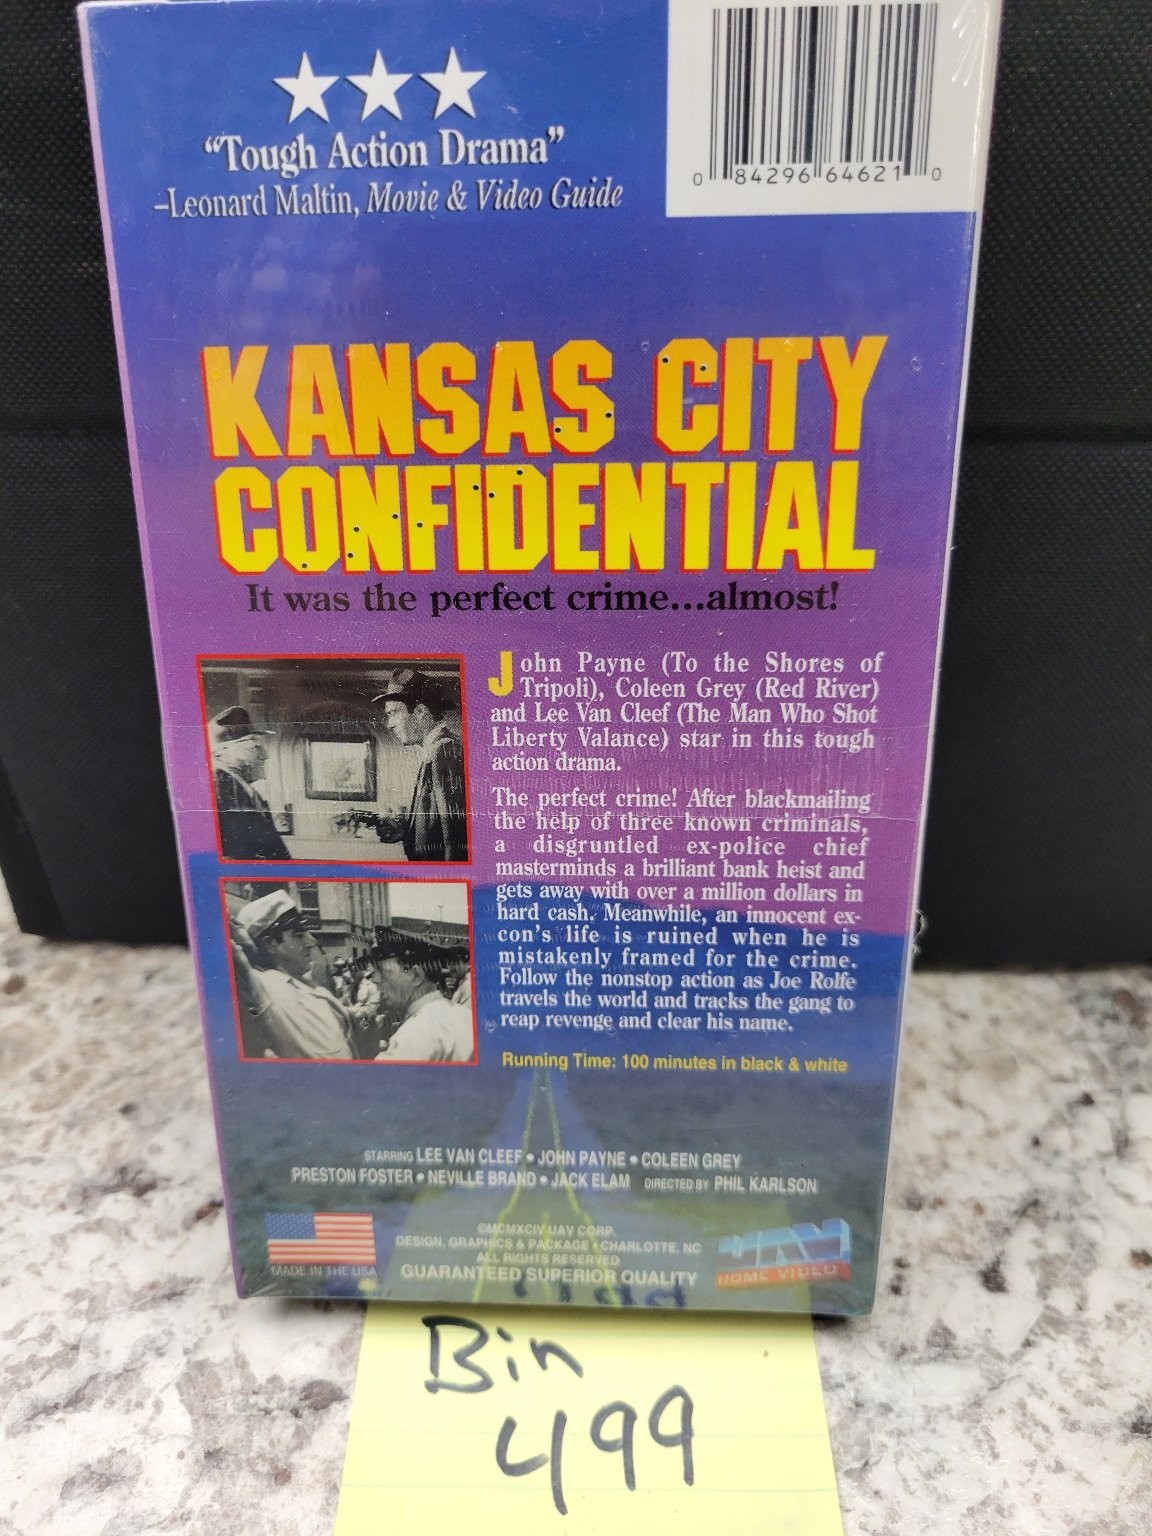 0 84296 64621 0
"Tough Action Drama"
–Leonard Maltin, Movie & Video Guide
KANSAS CITY
CONFIDENTIAL
It was the perfect crime...almost!
John Payne (To the Shores of
Tripoli), Coleen Grey (Red River)
and Lee Van Cleef (The Man Who Shot
Liberty Valance) star in this tough
action drama.
The perfect crime! After blackmailing
the help of three known criminals,
a disgruntled ex-police chief
masterminds a brilliant bank heist and
gets away with over a million dollars in
hard cash. Meanwhile, an innocent ex-
con's life is ruined when he is
mistakenly framed for the crime.
Follow the nonstop action as Joe Rolfe
travels the world and tracks the gang to
reap revenge and clear his name.
Running Time: 100 minutes in black & white
STARRING LEE VAN CLEEF • JOHN PAYNE • COLEEN GREY
PRESTON FOSTER • NEVILLE BRAND • JACK ELAM DIRECTED BY PHIL KARLSON
©MCMXCIV UAV CORP.
DESIGN, GRAPHICS & PACKAGE • CHARLOTTE, NC
ALL RIGHTS RESERVED
GUARANTEED SUPERIOR QUALITY
MADE IN THE USA
UAV
HOME VIDEO
Bin
499